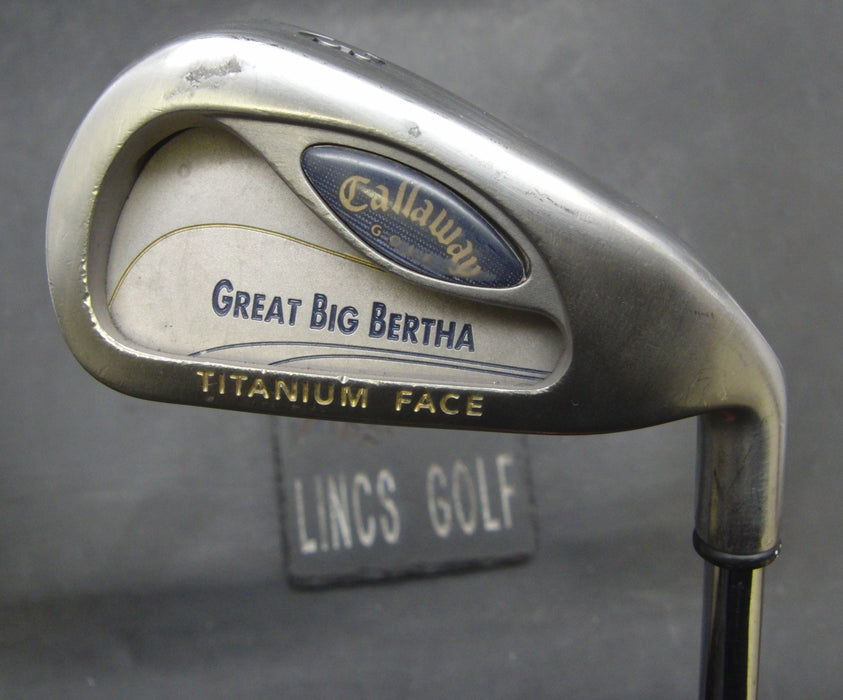 Callaway
GOLF
GREAT BIG BERTHA
TITANIUM FACE
LINCS GOLF